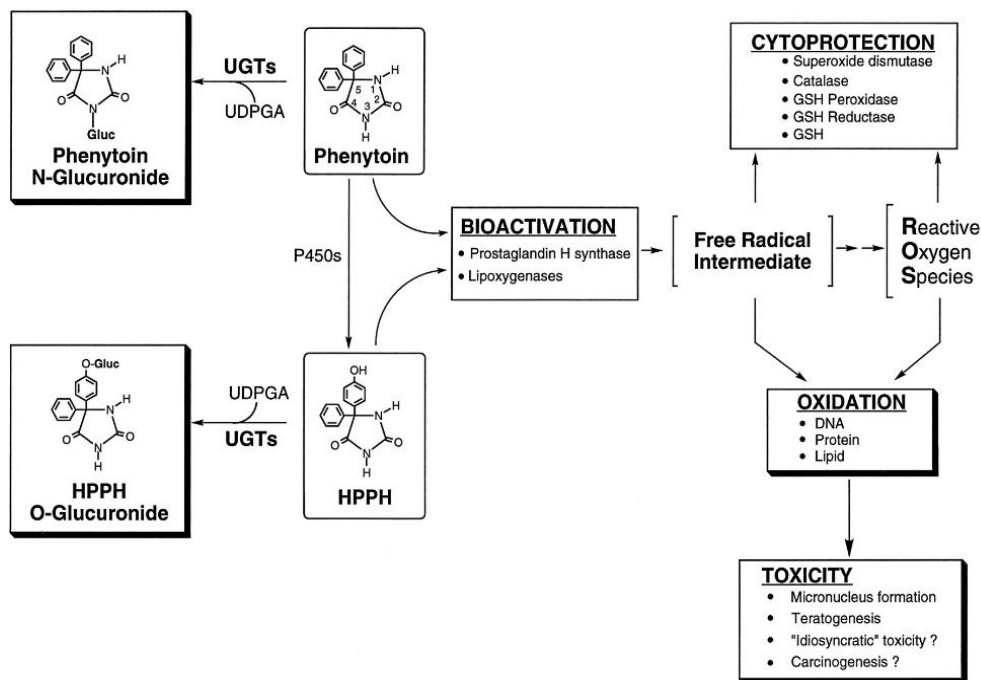 N
H
O
O
N
Gluc
Phenytoin
N-Glucuronide
UGTs
UDPGA
H
N
1
5
4
3
2
O
O
N
H
Phenytoin
P450s
O-Gluc
H
N
O
O
N
H
HPPH
O-Glucuronide
UDPGA
UGTs
OH
H
N
O
O
N
H
HPPH
BIOACTIVATION
• Prostaglandin H synthase
• Lipoxygenases
Free Radical
Intermediate
Reactive
Oxygen
Species
CYTOPROTECTION
• Superoxide dismutase
• Catalase
• GSH Peroxidase
• GSH Reductase
• GSH
OXIDATION
• DNA
• Protein
• Lipid
TOXICITY
• Micronucleus formation
• Teratogenesis
• "Idiosyncratic" toxicity ?
• Carcinogenesis ?